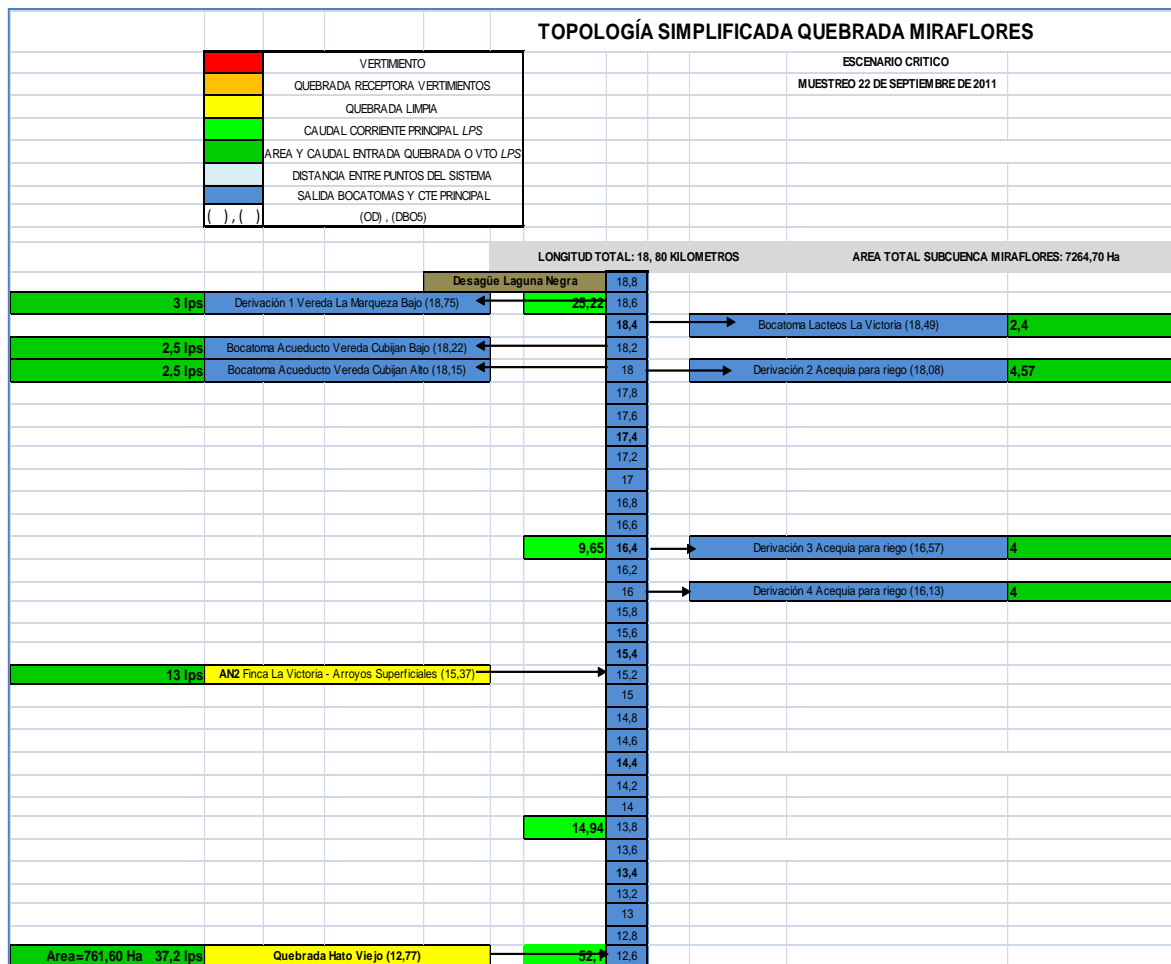 TOPOLOGÍA SIMPLIFICADA QUEBRADA MIRAFLORES
ESCENARIO CRITICO
MUESTREO 22 DE SEPTIEMBRE DE 2011
VERTIMIENTO
QUEBRADA RECEPTORA VERTIMIENTOS
QUEBRADA LIMPIA
CAUDAL CORRIENTE PRINCIPAL LPS
AREA Y CAUDAL ENTRADA QUEBRADA O VTO LPS
DISTANCIA ENTRE PUNTOS DEL SISTEMA
SALIDA BOCATOMAS Y CTE PRINCIPAL
( ) , ( ) (OD) , (DBO5)
LONGITUD TOTAL: 18, 80 KILOMETROS AREA TOTAL SUBCUENCA MIRAFLORES: 7264,70 Ha
Desagüe Laguna Negra 18,8
3 lps Derivación 1 Vereda La Marqueza Bajo (18,75) 25,22 18,6
18,4 Bocatoma Lacteos La Victoria (18,49) 2,4
2,5 lps Bocatoma Acueducto Vereda Cubijan Bajo (18,22) 18,2
2,5 lps Bocatoma Acueducto Vereda Cubijan Alto (18,15) 18 Derivación 2 Acequia para riego (18,08) 4,57
17,8
17,6
17,4
17,2
17
16,8
16,6
9,65 16,4 Derivación 3 Acequia para riego (16,57) 4
16,2
16 Derivación 4 Acequia para riego (16,13) 4
15,8
15,6
15,4
13 lps AN2 Finca La Victoria - Arroyos Superficiales (15,37) 15,2
15
14,8
14,6
14,4
14,2
14
14,94 13,8
13,6
13,4
13,2
13
12,8
Area=761,60 Ha 37,2 lps Quebrada Hato Viejo (12,77) 52,1 12,6